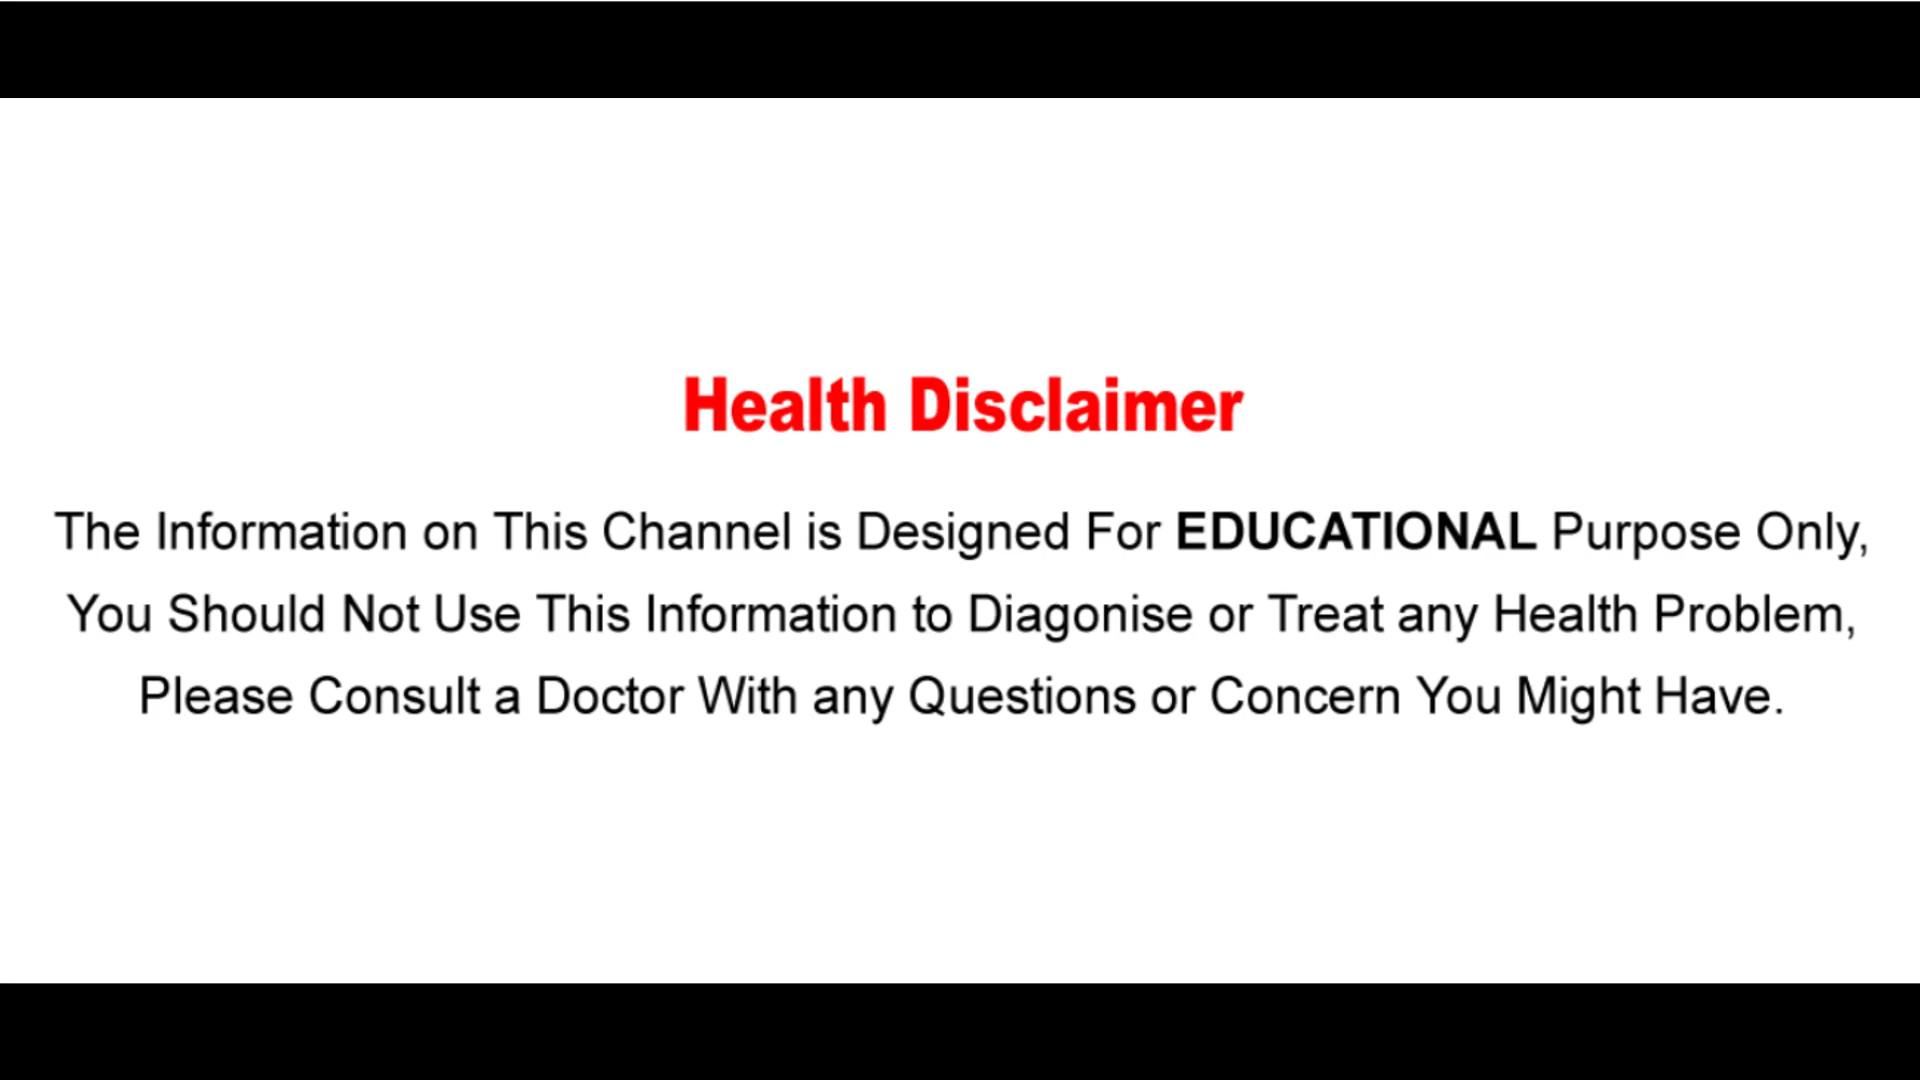 Health Disclaimer
The Information on This Channel is Designed For EDUCATIONAL Purpose Only,
You Should Not Use This Information to Diagonise or Treat any Health Problem,
Please Consult a Doctor With any Questions or Concern You Might Have.